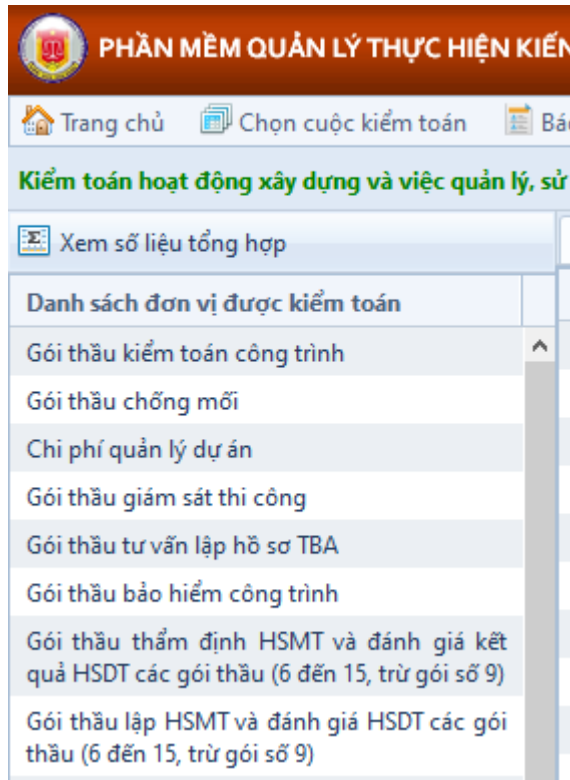 PHẦN MỀM QUẢN LÝ THỰC HIỆN KIẾN
Trang chủ Chọn cuộc kiểm toán Báo
Kiểm toán hoạt động xây dựng và việc quản lý, sử
Xem số liệu tổng hợp
Danh sách đơn vị được kiểm toán
Gói thầu kiểm toán công trình
Gói thầu chống mối
Chi phí quản lý dự án
Gói thầu giám sát thi công
Gói thầu tư vấn lập hồ sơ TBA
Gói thầu bảo hiểm công trình
Gói thầu thẩm định HSMT và đánh giá kết
quả HSDT các gói thầu (6 đến 15, trừ gói số 9)
Gói thầu lập HSMT và đánh giá HSDT các gói
thầu (6 đến 15, trừ gói số 9)